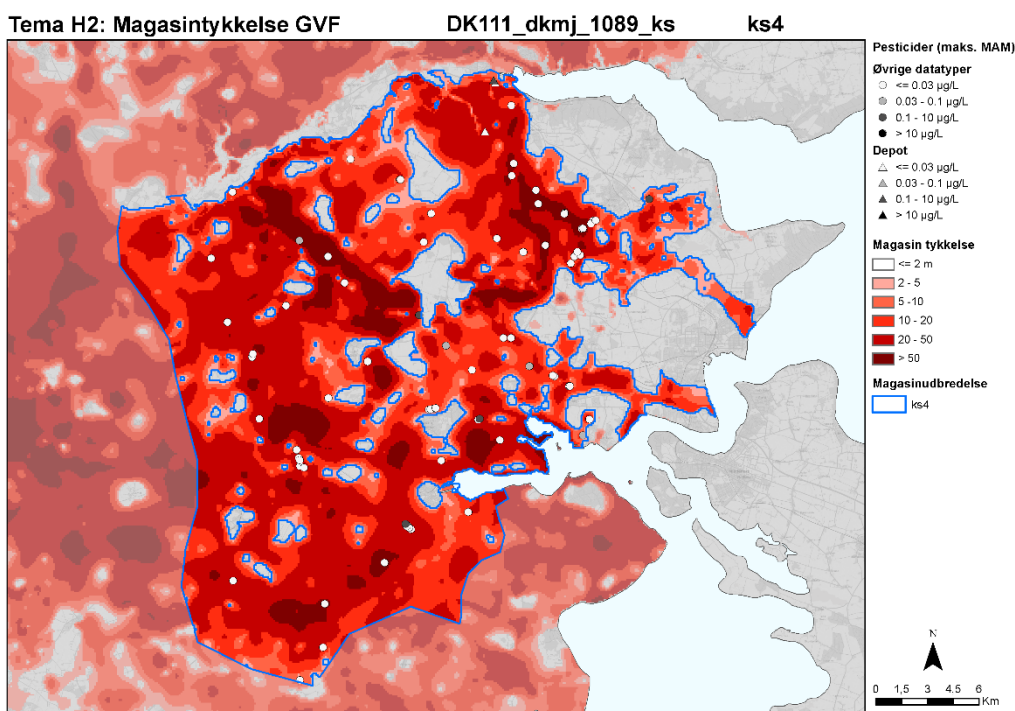 Tema H2: Magasintykkelse GVF DK111_dkmj_1089_ks ks4
Pesticider (maks. MAM)
Øvrige datatyper
<= 0.03 µg/L
0.03 - 0.1 µg/L
0.1 - 10 µg/L
> 10 µg/L
Depot
<= 0.03 µg/L
0.03 - 0.1 µg/L
0.1 - 10 µg/L
> 10 µg/L
Magasin tykkelse
<= 2 m
2 - 5
5 -10
10 - 20
20 - 50
> 50
Magasinudbredelse
ks4
N
0 1,5 3 4.5 6
Km